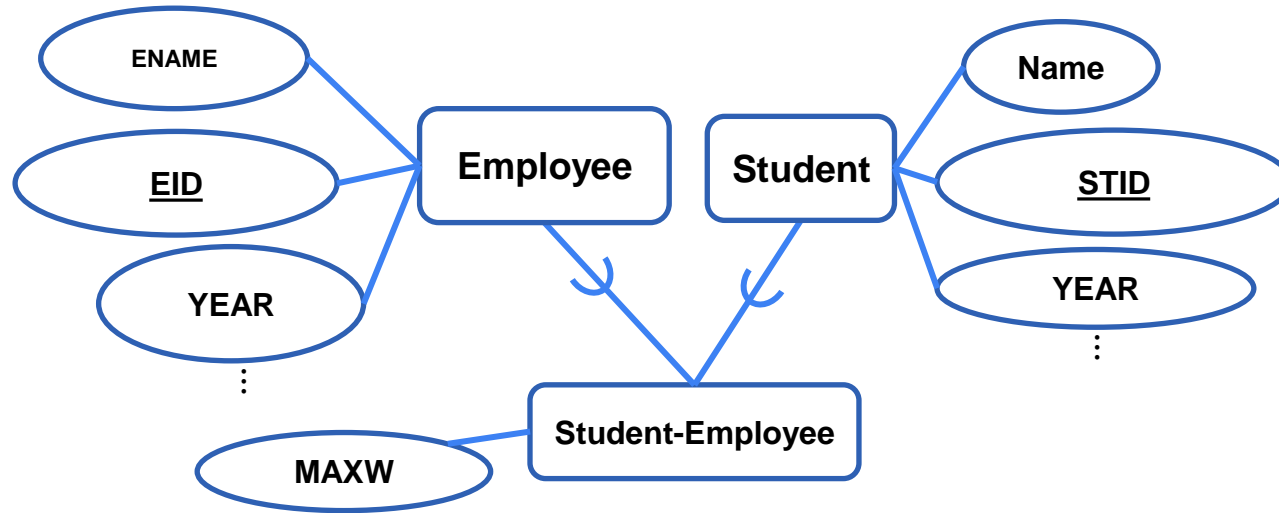 ENAME
Name
Employee
Student
EID
STID
YEAR
YEAR
⋮
⋮
Student-Employee
MAXW